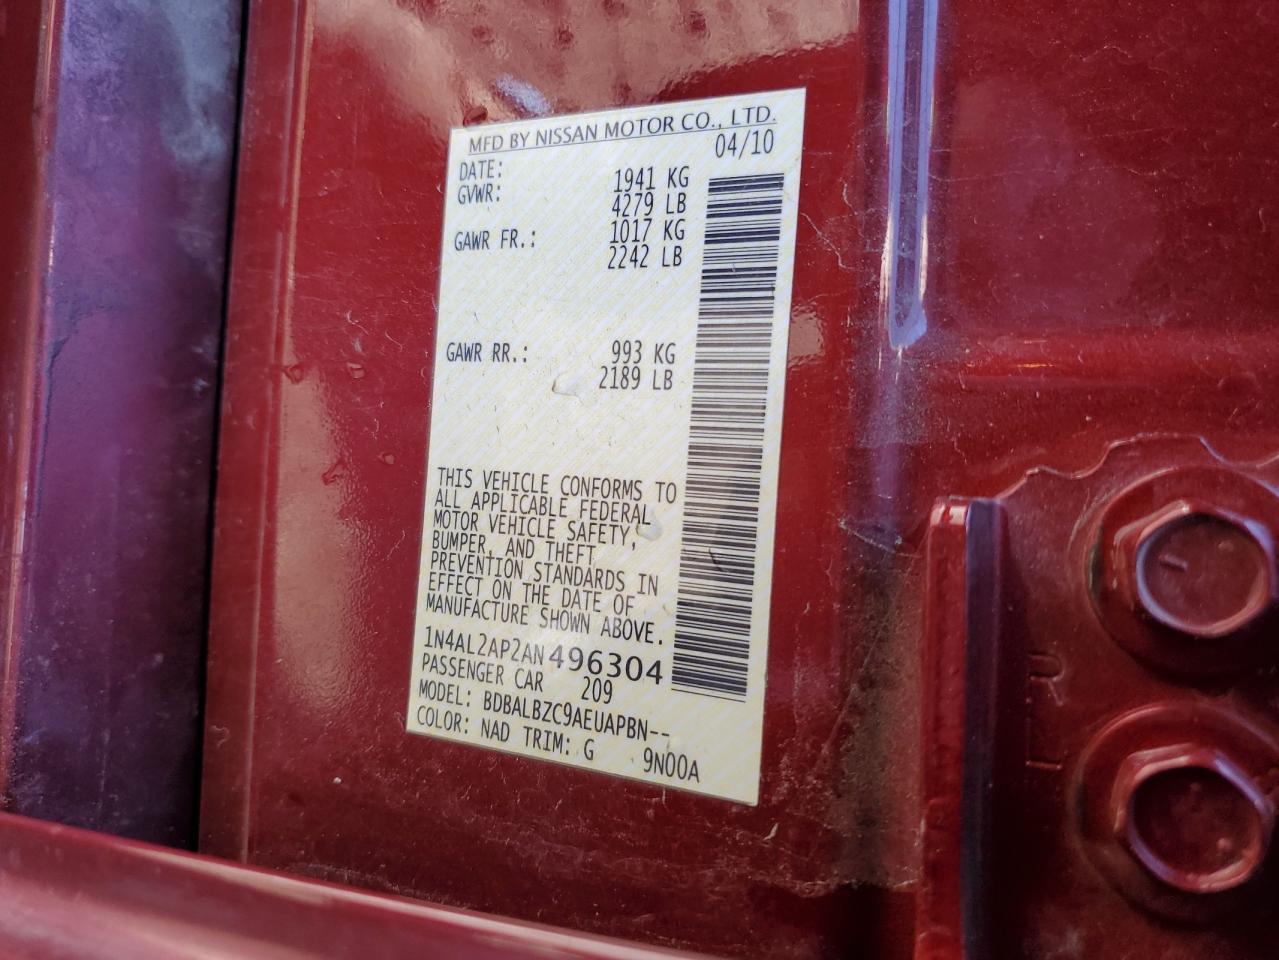 MFD BY NISSAN MOTOR CO., LTD.
DATE: 04/10
GVWR: 1941 KG
4279 LB
GAWR FR.: 1017 KG
2242 LB
GAWR RR.: 993 KG
2189 LB
THIS VEHICLE CONFORMS TO
ALL APPLICABLE FEDERAL
MOTOR VEHICLE SAFETY,
BUMPER, AND THEFT
PREVENTION STANDARDS IN
EFFECT ON THE DATE OF
MANUFACTURE SHOWN ABOVE.
1N4AL2AP2AN496304
PASSENGER CAR 209
MODEL: BDBALBZC9AEUAPBN--
COLOR: NAD TRIM: G 9N00A